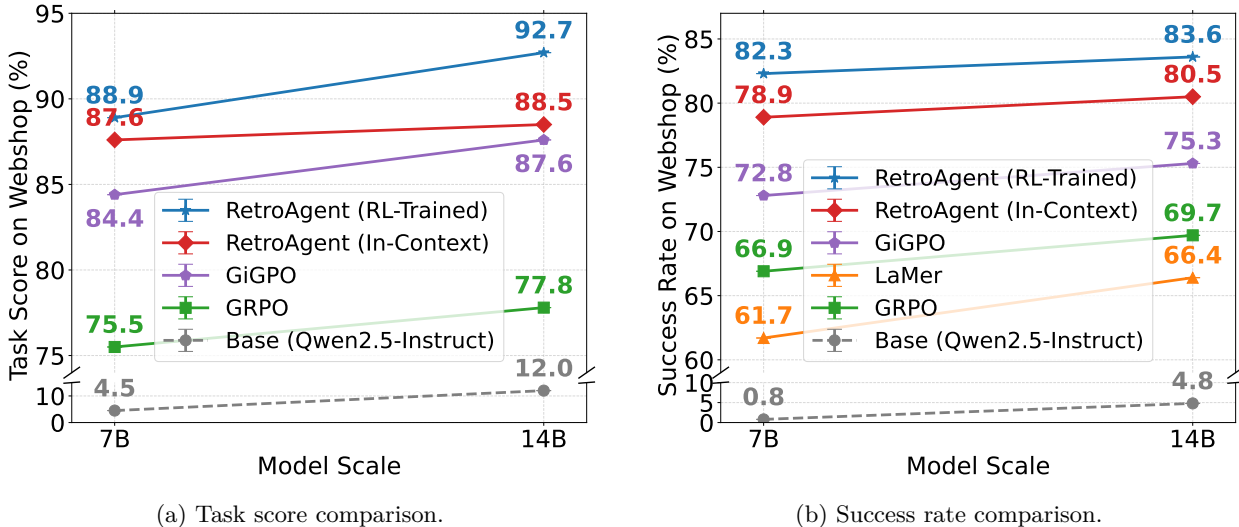 Task Score on Webshop (%)
95
90
85
80
75
10
0
88.9
92.7
87.6
88.5
84.4
87.6
75.5
77.8
4.5
12.0
RetroAgent (RL-Trained)
RetroAgent (In-Context)
GiGPO
GRPO
Base (Qwen2.5-Instruct)
7B
14B
Model Scale
(a) Task score comparison.
Success Rate on Webshop (%)
85
80
75
70
65
60
10
5
0
82.3
83.6
78.9
80.5
72.8
75.3
66.9
69.7
61.7
66.4
0.8
4.8
RetroAgent (RL-Trained)
RetroAgent (In-Context)
GiGPO
LaMer
GRPO
Base (Qwen2.5-Instruct)
7B
14B
Model Scale
(b) Success rate comparison.